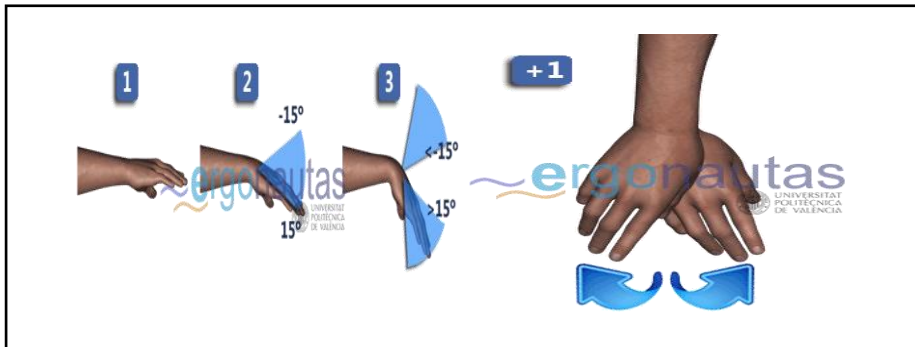 1
2
3
+1
-15º
15º
<-15º
>15º
ergonautas
UNIVERSITAT
POLITÈCNICA
DE VALÈNCIA
ergonautas
UNIVERSITAT
POLITÈCNICA
DE VALÈNCIA